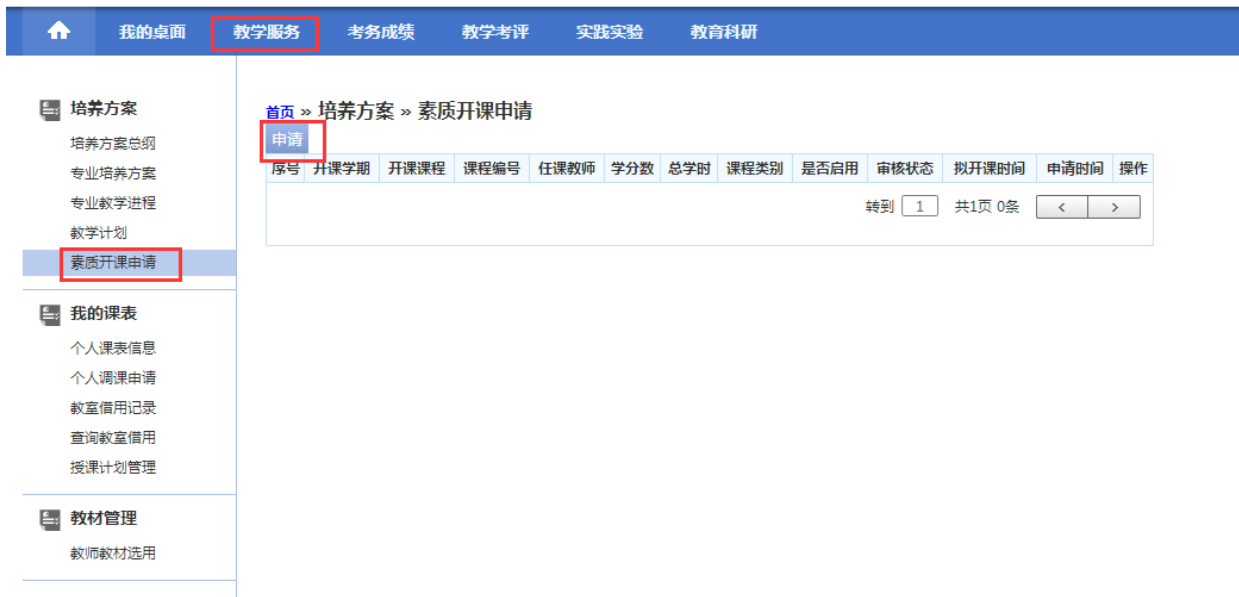 我的桌面 教学服务 考务成绩 教学考评 实践实验 教育科研
培养方案
培养方案总纲
专业培养方案
专业教学进程
教学计划
素质开课申请
我的课表
个人课表信息
个人调课申请
教室借用记录
查询教室借用
授课计划管理
教材管理
教师教材选用
首页 » 培养方案 » 素质开课申请
申请
序号 开课学期 开课课程 课程编号 任课教师 学分数 总学时 课程类别 是否启用 审核状态 拟开课时间 申请时间 操作
转到 1 共1页 0条 < >